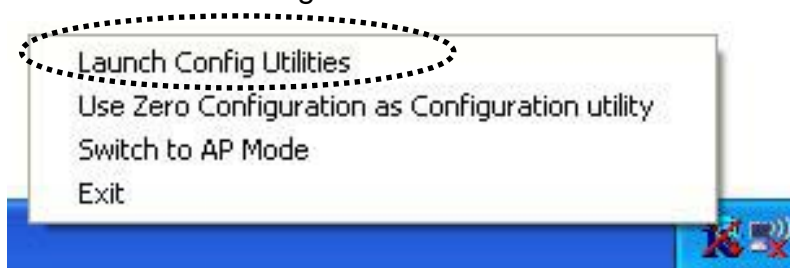 Launch Config Utilities
Use Zero Configuration as Configuration utility
Switch to AP Mode
Exit